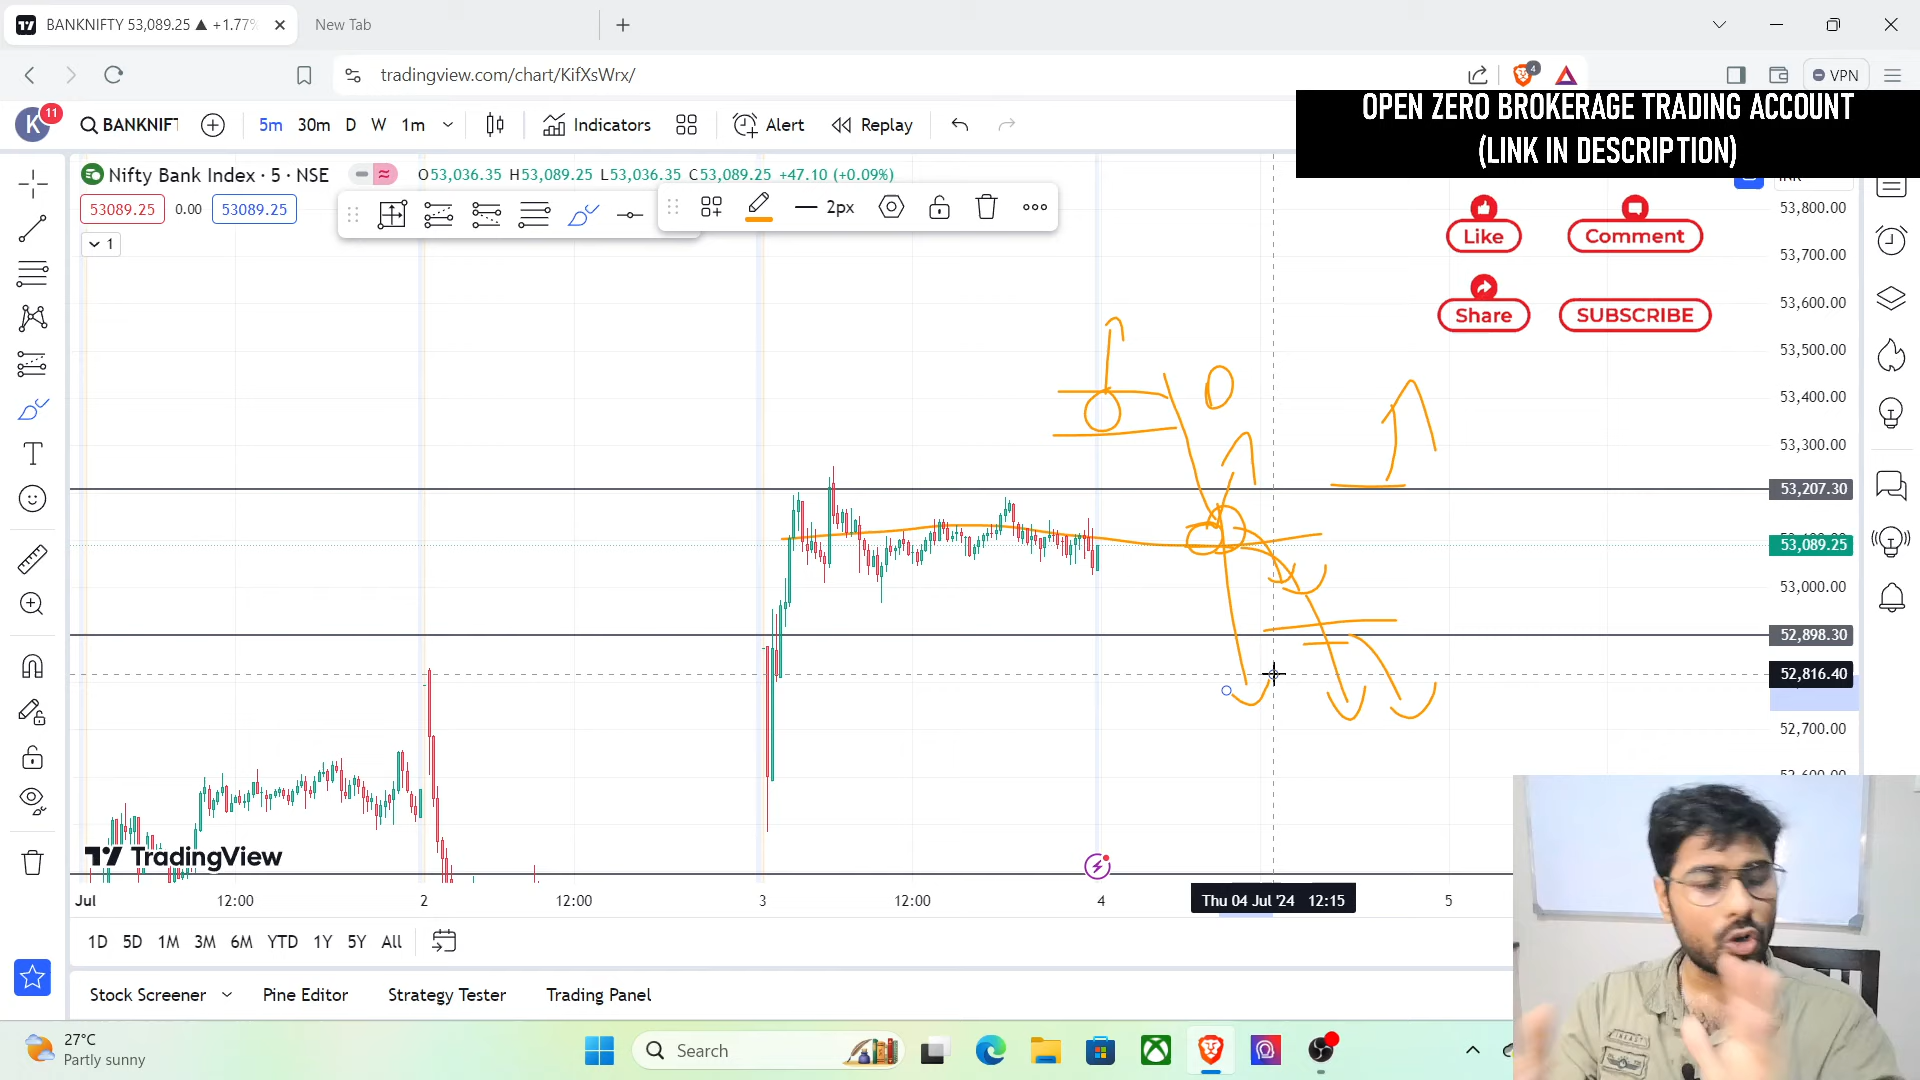 BANKNIFTY 53,089.25 ▲ +1.77%
New Tab
tradingview.com/chart/KifXsWrx/
4
VPN
OPEN ZERO BROKERAGE TRADING ACCOUNT
(LINK IN DESCRIPTION)
K 11
BANKNIFT
5m 30m D W 1m
Indicators
Alert
Replay
Nifty Bank Index · 5 · NSE
O53,036.35 H53,089.25 L53,036.35 C53,089.25 +47.10 (+0.09%)
53089.25 0.00 53089.25
2px
1
Like
Comment
Share
SUBSCRIBE
53,800.00
53,700.00
53,600.00
53,500.00
53,400.00
53,300.00
53,207.30
53,089.25
53,000.00
52,898.30
52,816.40
52,700.00
TradingView
Jul 12:00 2 12:00 3 12:00 4 Thu 04 Jul '24 12:15 5
1D 5D 1M 3M 6M YTD 1Y 5Y All
Stock Screener
Pine Editor
Strategy Tester
Trading Panel
27°C
Partly sunny
Search